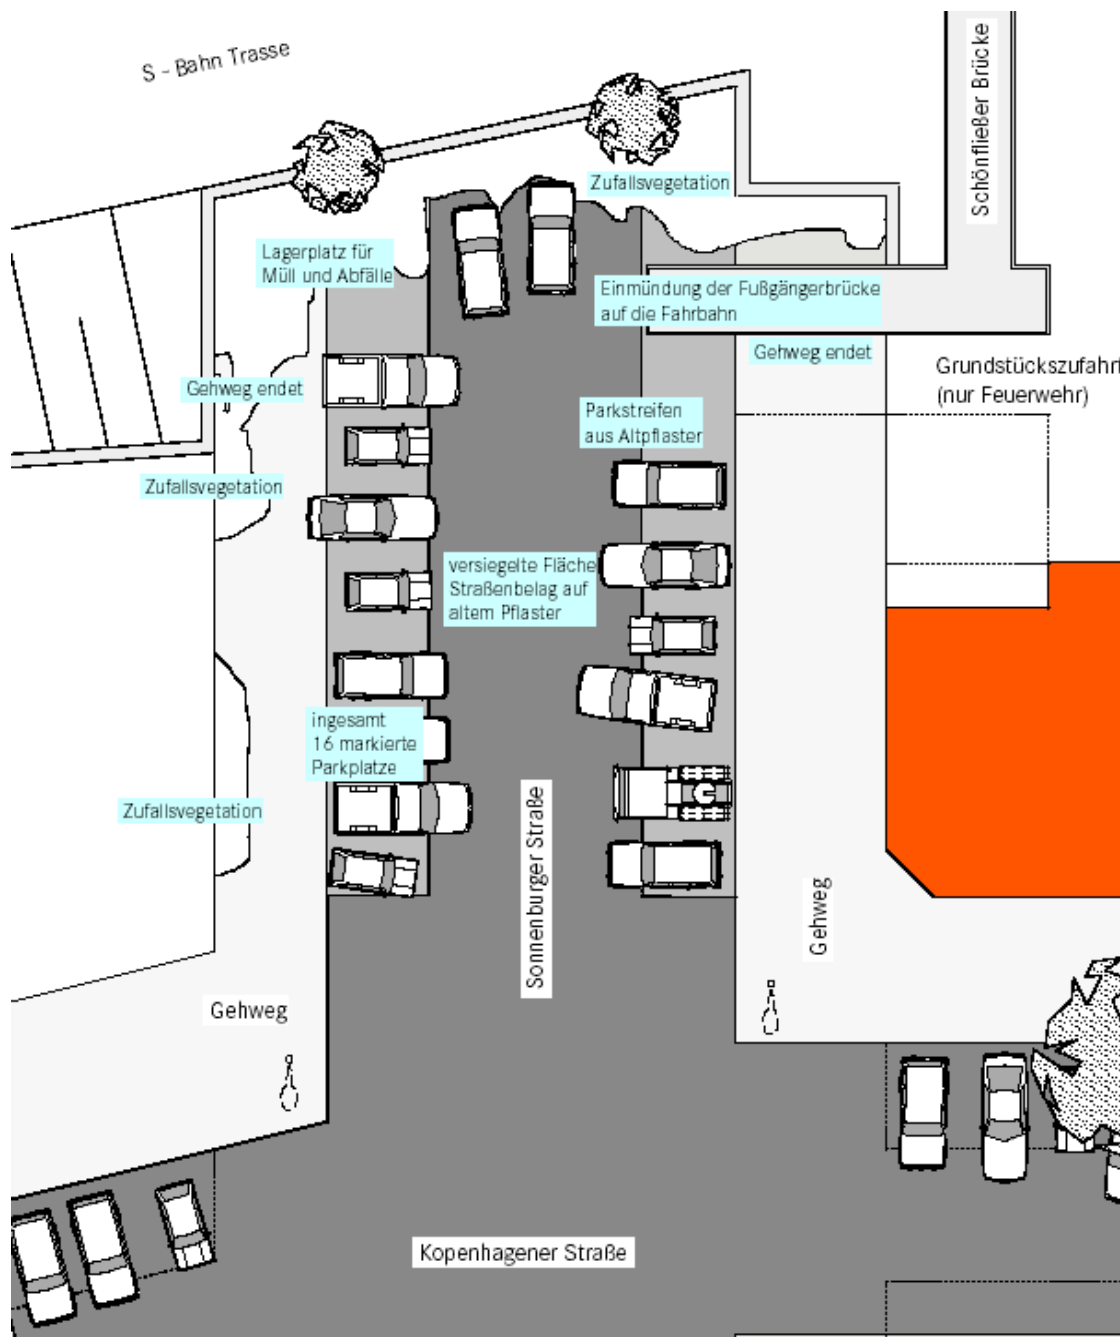 S - Bahn Trasse
Schönfließer Brücke
Zufallsvegetation
Lagerplatz für
Müll und Abfälle
Einmündung der Fußgängerbrücke
auf die Fahrbahn
Gehweg endet
Grundstückszufahrt
(nur Feuerwehr)
Gehweg endet
Parkstreifen
aus Altpflaster
Zufallsvegetation
versiegelte Fläche
Straßenbelag auf
altem Pflaster
ingesamt
16 markierte
Parkplatze
Zufallsvegetation
Sonnenburger Straße
Gehweg
Gehweg
Kopenhagener Straße